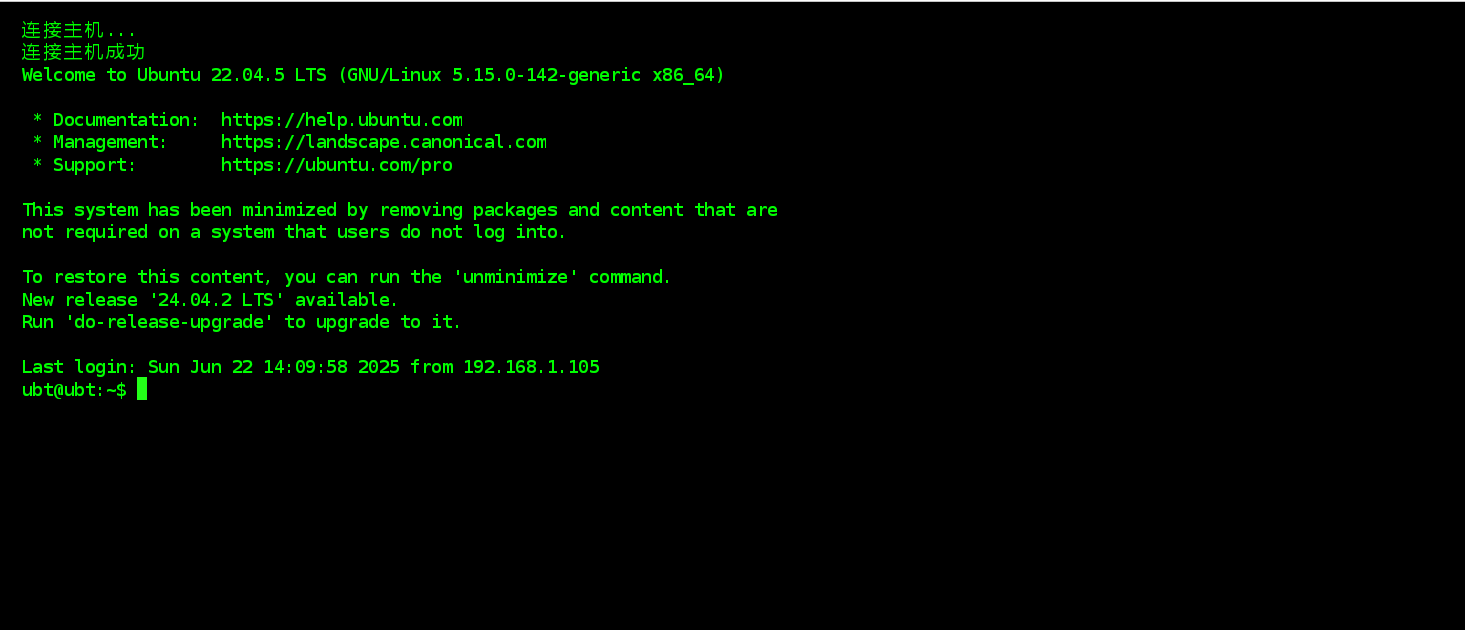 连接主机...
连接主机成功
Welcome to Ubuntu 22.04.5 LTS (GNU/Linux 5.15.0-142-generic x86_64)
* Documentation:  https://help.ubuntu.com
* Management:     https://landscape.canonical.com
* Support:        https://ubuntu.com/pro
This system has been minimized by removing packages and content that are
not required on a system that users do not log into.
To restore this content, you can run the 'unminimize' command.
New release '24.04.2 LTS' available.
Run 'do-release-upgrade' to upgrade to it.
Last login: Sun Jun 22 14:09:58 2025 from 192.168.1.105
ubt@ubt:~$